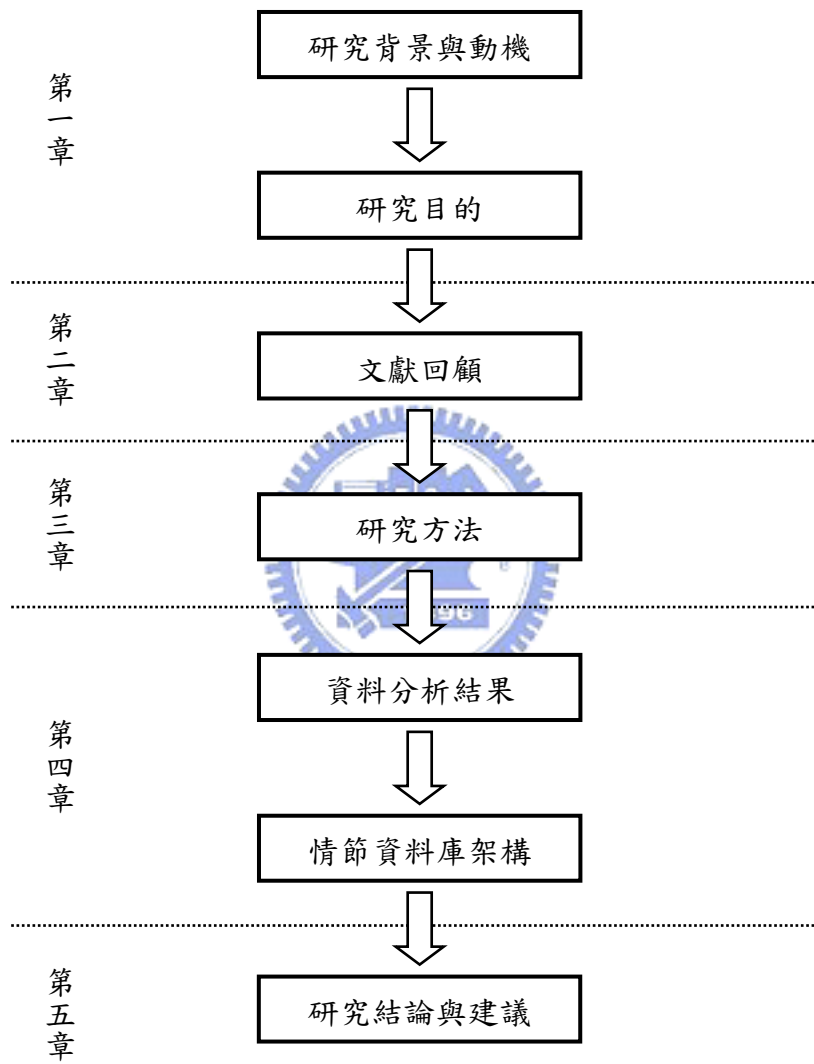 第一章
研究背景與動機
研究目的
第二章
文獻回顧
第三章
研究方法
第四章
資料分析結果
情節資料庫架構
第五章
研究結論與建議